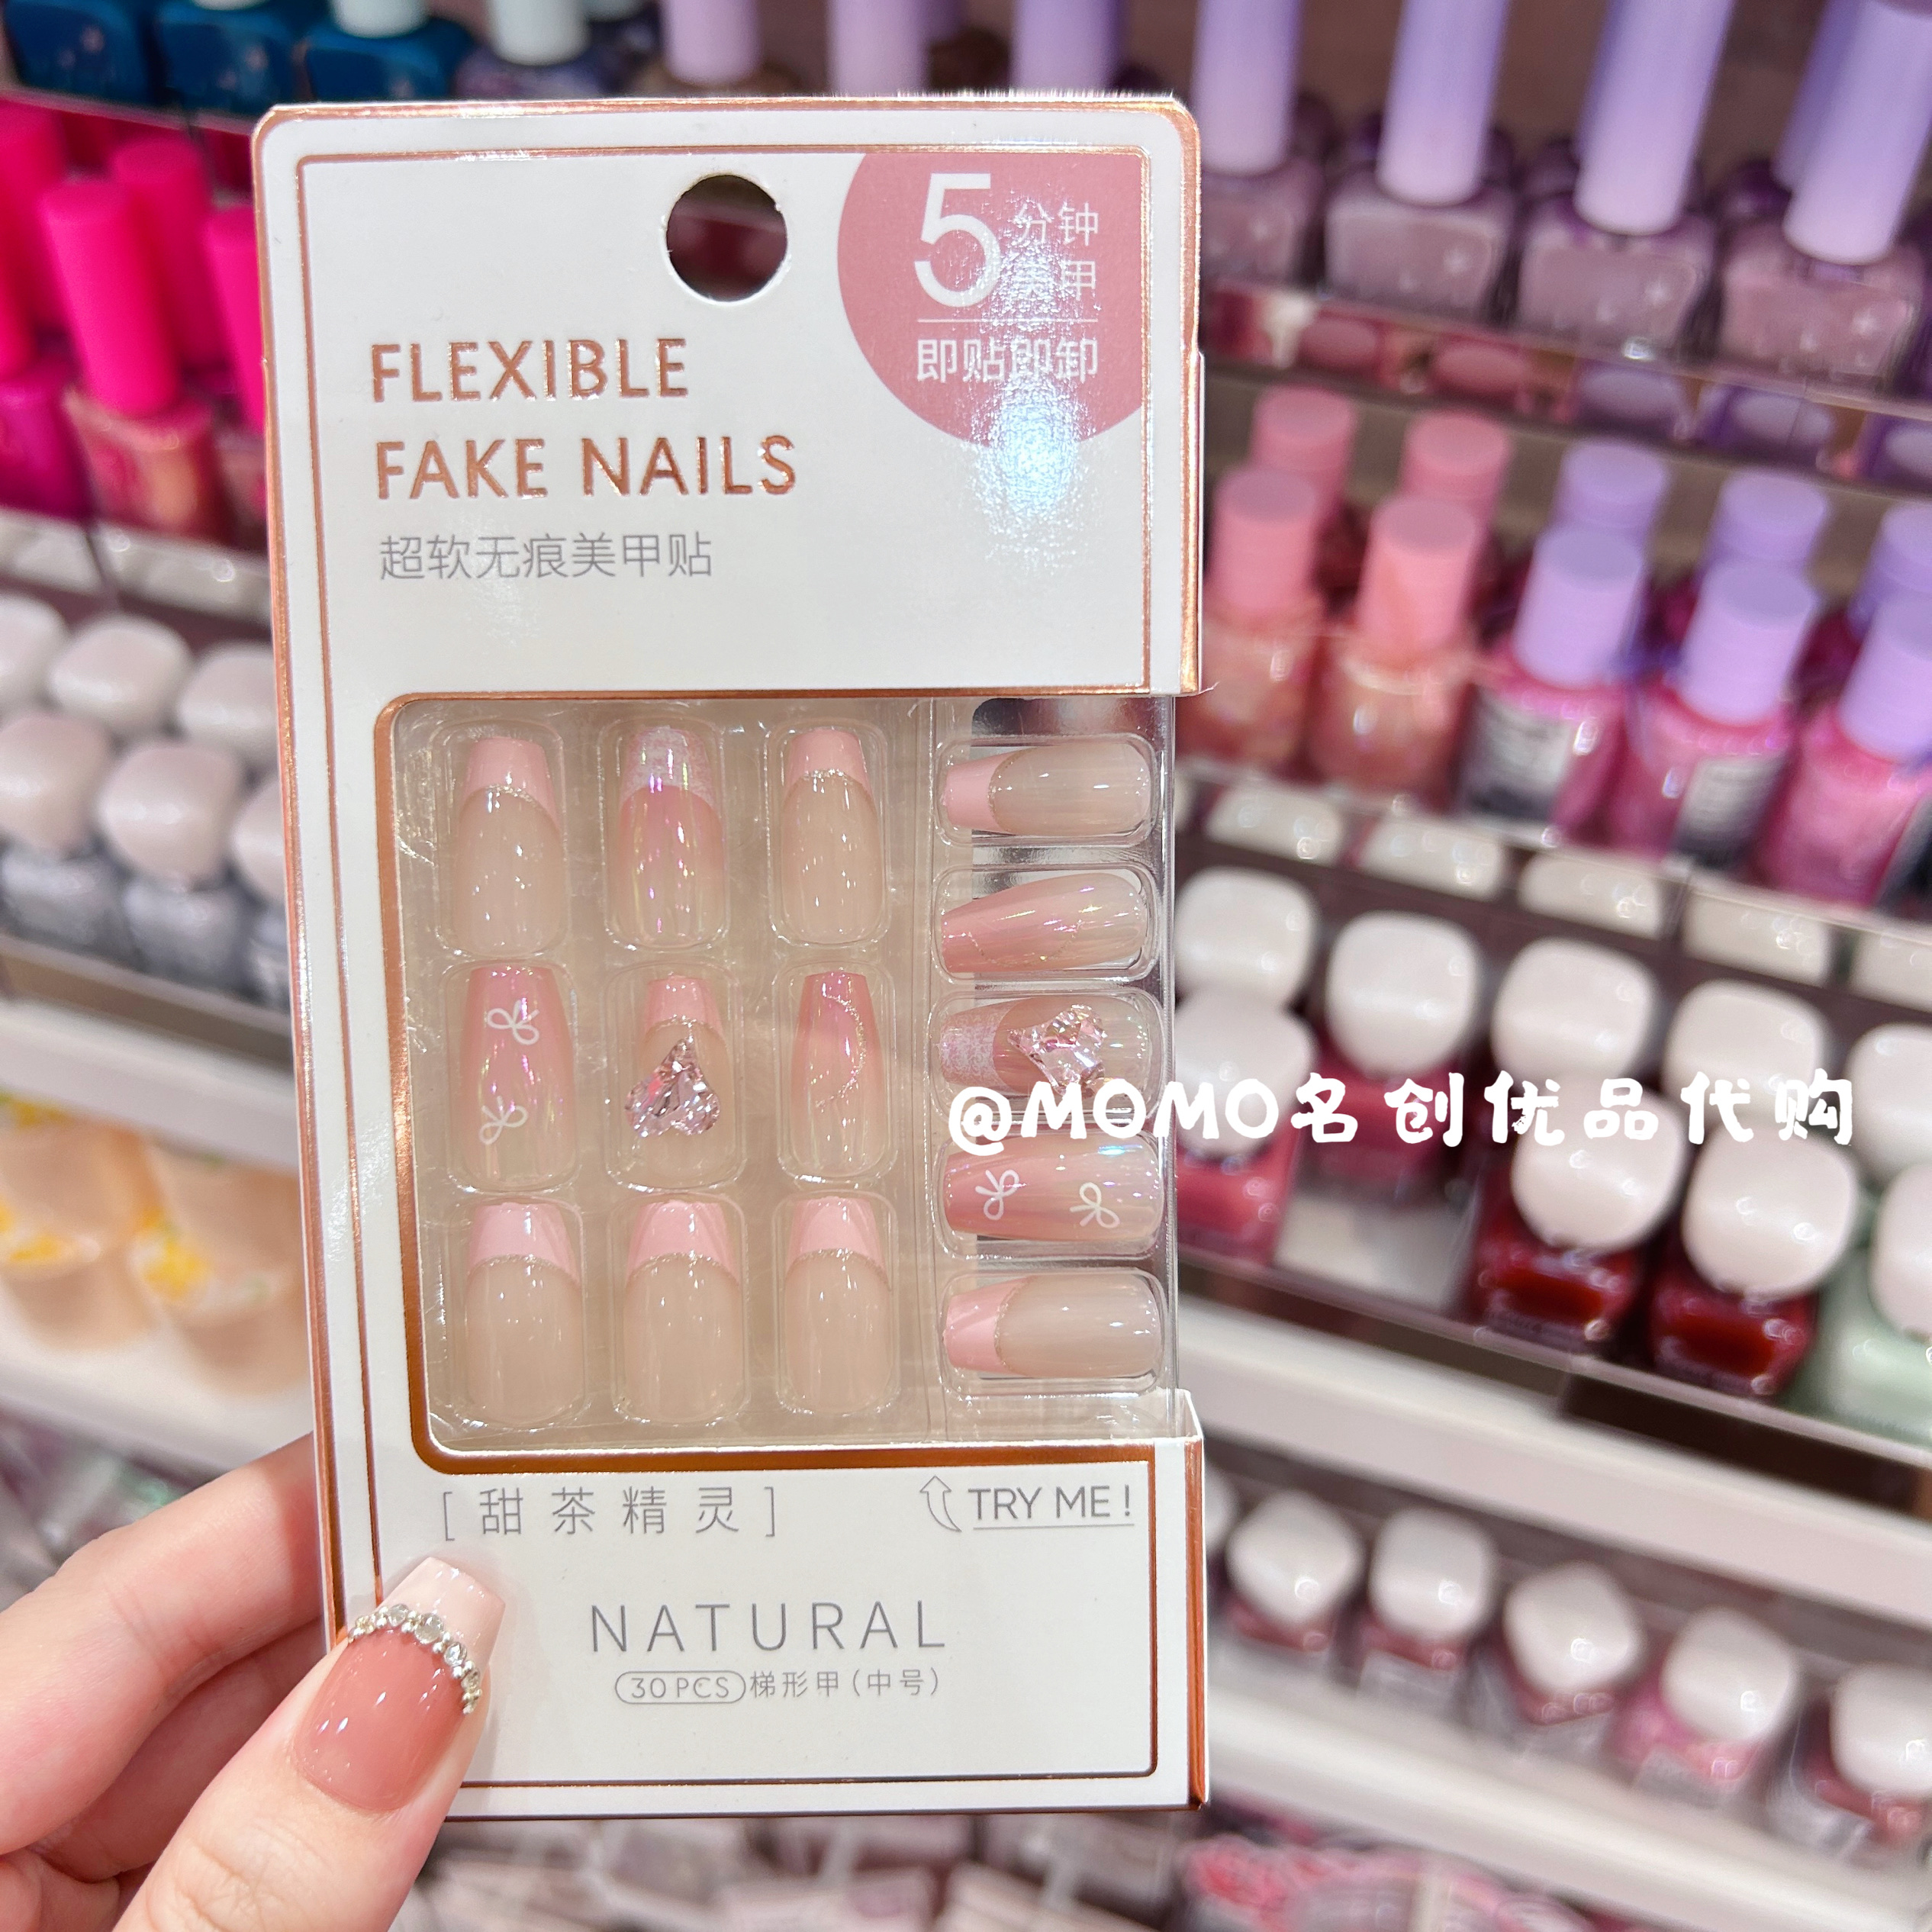 5分钟
美甲
即贴即卸
FLEXIBLE
FAKE NAILS
超软无痕美甲贴
@MOMO名创优品代购
[甜茶精灵]
TRY ME!
NATURAL
30PCS 梯形甲(中号)